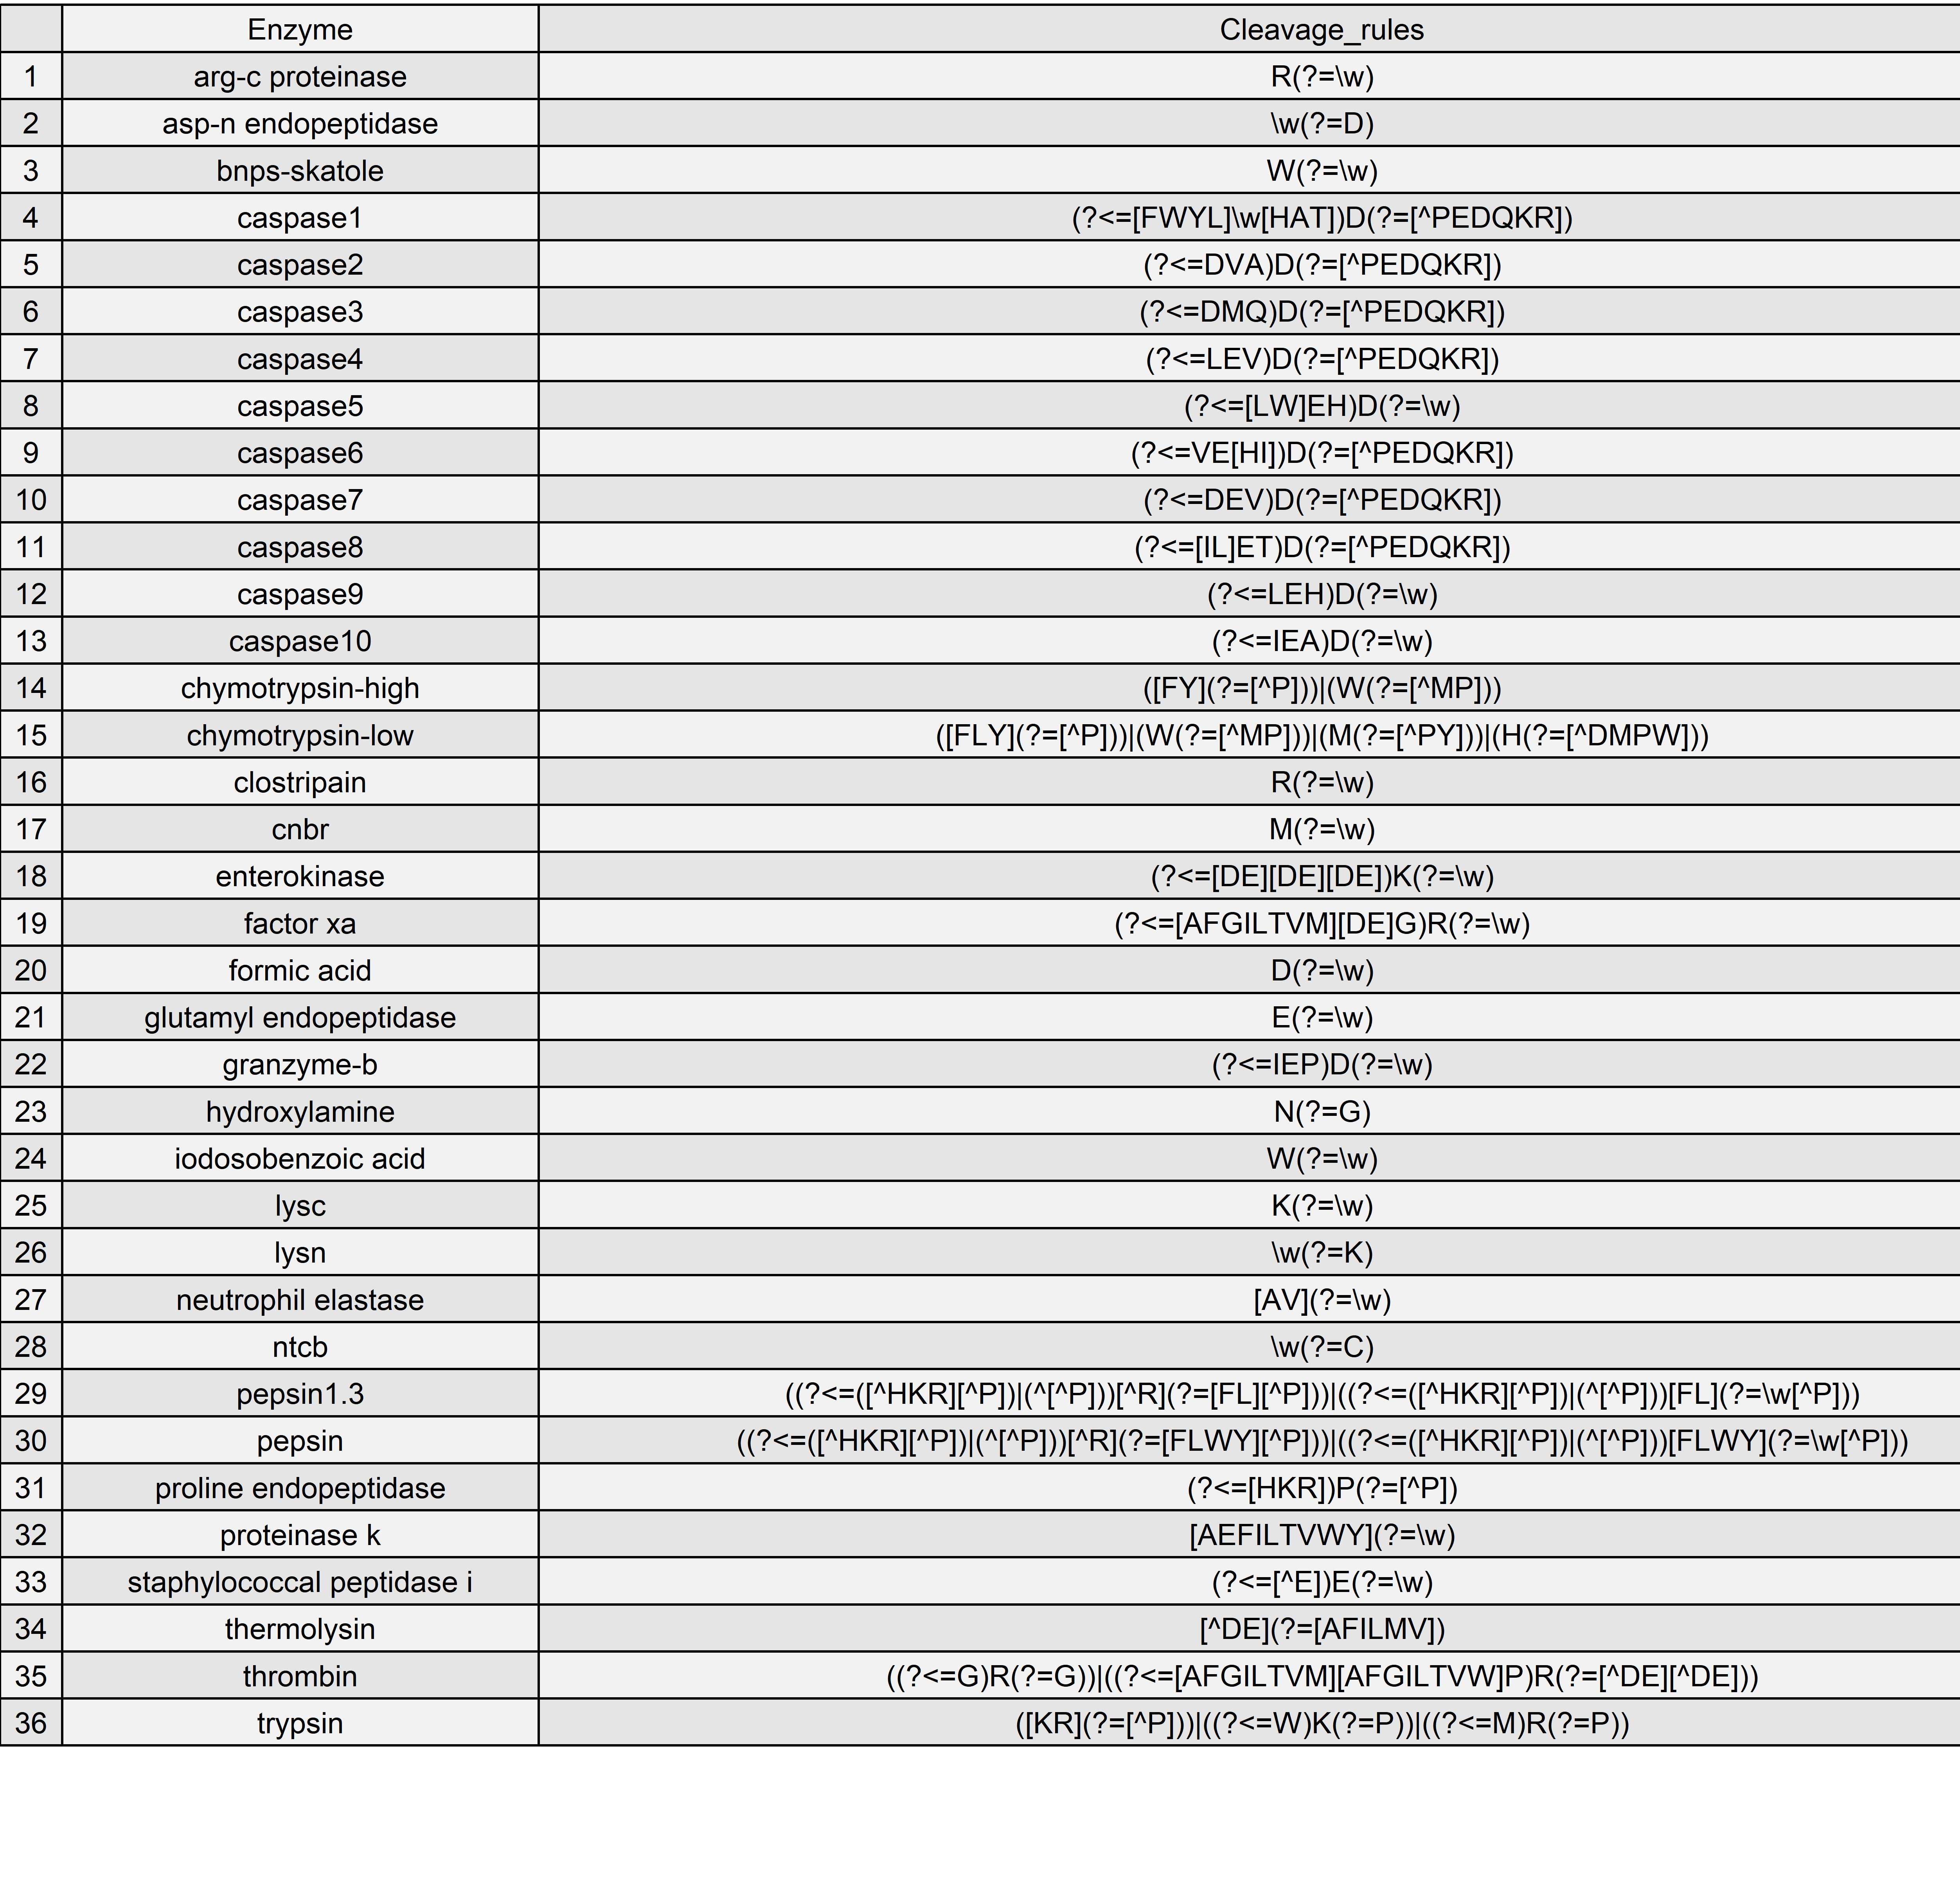 Enzyme Cleavage_rules
1 arg-c proteinase R(?=\w)
2 asp-n endopeptidase \w(?=D)
3 bnps-skatole W(?=\w)
4 caspase1 (?<=[FWYL]\w[HAT])D(?=[^PEDQKR])
5 caspase2 (?<=DVA)D(?=[^PEDQKR])
6 caspase3 (?<=DMQ)D(?=[^PEDQKR])
7 caspase4 (?<=LEV)D(?=[^PEDQKR])
8 caspase5 (?<=[LW]EH)D(?=\w)
9 caspase6 (?<=VE[HI])D(?=[^PEDQKR])
10 caspase7 (?<=DEV)D(?=[^PEDQKR])
11 caspase8 (?<=[IL]ET)D(?=[^PEDQKR])
12 caspase9 (?<=LEH)D(?=\w)
13 caspase10 (?<=IEA)D(?=\w)
14 chymotrypsin-high ([FY](?=[^P]))|(W(?=[^MP]))
15 chymotrypsin-low ([FLY](?=[^P]))|(W(?=[^MP]))|(M(?=[^PY]))|(H(?=[^DMPW]))
16 clostripain R(?=\w)
17 cnbr M(?=\w)
18 enterokinase (?<=[DE][DE][DE])K(?=\w)
19 factor xa (?<=[AFGILTVM][DE]G)R(?=\w)
20 formic acid D(?=\w)
21 glutamyl endopeptidase E(?=\w)
22 granzyme-b (?<=IEP)D(?=\w)
23 hydroxylamine N(?=G)
24 iodosobenzoic acid W(?=\w)
25 lysc K(?=\w)
26 lysn \w(?=K)
27 neutrophil elastase [AV](?=\w)
28 ntcb \w(?=C)
29 pepsin1.3 ((?<=([^HKR][^P])|(^[^P]))[^R](?=[FL][^P]))|((?<=([^HKR][^P])|(^[^P]))[FL](?=\w[^P]))
30 pepsin ((?<=([^HKR][^P])|(^[^P]))[^R](?=[FLWY][^P]))|((?<=([^HKR][^P])|(^[^P]))[FLWY](?=\w[^P]))
31 proline endopeptidase (?<=[HKR])P(?=[^P])
32 proteinase k [AEFILTVWY](?=\w)
33 staphylococcal peptidase i (?<=[^E])E(?=\w)
34 thermolysin [^DE](?=[AFILMV])
35 thrombin ((?<=G)R(?=G))|((?<=[AFGILTVM][AFGILTVW]P)R(?=[^DE][^DE]))
36 trypsin ([KR](?=[^P]))|((?<=W)K(?=P))|((?<=M)R(?=P))